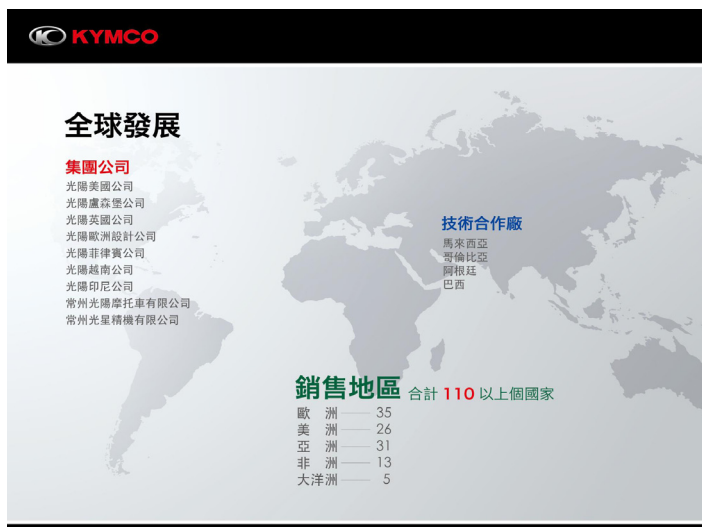 KYMCO
全球發展
集團公司
光陽美國公司
光陽盧森堡公司
光陽英國公司
光陽歐洲設計公司
光陽菲律賓公司
光陽越南公司
光陽印尼公司
常州光陽摩托車有限公司
常州光星精機有限公司
技術合作廠
馬來西亞
哥倫比亞
阿根廷
巴西
銷售地區 合計 110 以上個國家
歐 洲 —— 35
美 洲 —— 26
亞 洲 —— 31
非 洲 —— 13
大洋洲 —— 5